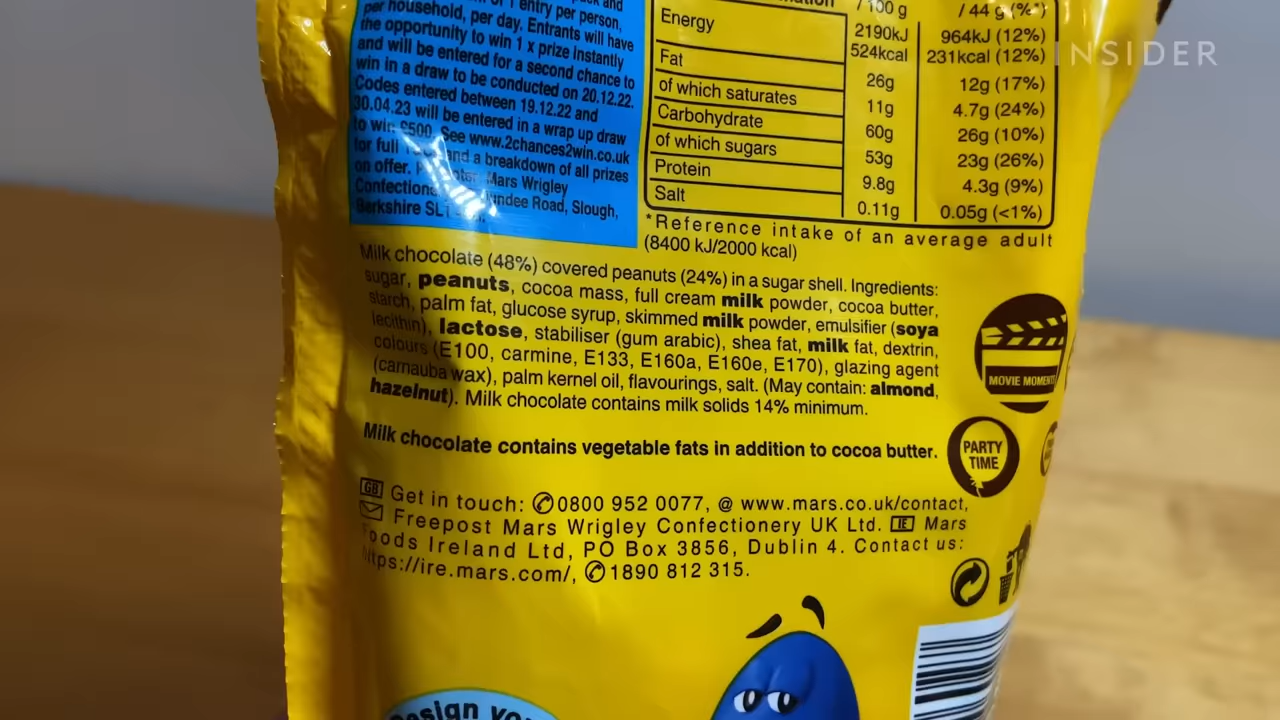 1 entry per person,
per household, per day. Entrants will have
the opportunity to win 1 x prize instantly
and will be entered for a second chance to
win in a draw to be conducted on 20.12.22.
Codes entered between 19.12.22 and
30.04.23 will be entered in a wrap up draw
to win £500. See www.2chances2win.co.uk
for full and a breakdown of all prizes
on offer. Mars Wrigley
Dundee Road, Slough,
Berkshire
/ 100 g / 44 g (%*)
Energy 2190kJ 964kJ (12%)
524kcal 231kcal (12%)
Fat 26g 12g (17%)
of which saturates 11g 4.7g (24%)
Carbohydrate 60g 26g (10%)
of which sugars 53g 23g (26%)
Protein 9.8g 4.3g (9%)
Salt 0.11g 0.05g (<1%)
*Reference intake of an average adult
(8400 kJ/2000 kcal)
INSIDER
Milk chocolate (48%) covered peanuts (24%) in a sugar shell. Ingredients:
sugar, peanuts, cocoa mass, full cream milk powder, cocoa butter,
starch, palm fat, glucose syrup, skimmed milk powder, emulsifier (soya
lecithin), lactose, stabiliser (gum arabic), shea fat, milk fat, dextrin,
colours (E100, carmine, E133, E160a, E160e, E170), glazing agent
(carnauba wax), palm kernel oil, flavourings, salt. (May contain: almond,
hazelnut). Milk chocolate contains milk solids 14% minimum.
Milk chocolate contains vegetable fats in addition to cocoa butter.
MOVIE MOMENT
PARTY
TIME
GB Get in touch: 0800 952 0077, @ www.mars.co.uk/contact,
Freepost Mars Wrigley Confectionery UK Ltd. IE Mars
Foods Ireland Ltd, PO Box 3856, Dublin 4. Contact us:
https://ire.mars.com/, 1890 812 315.